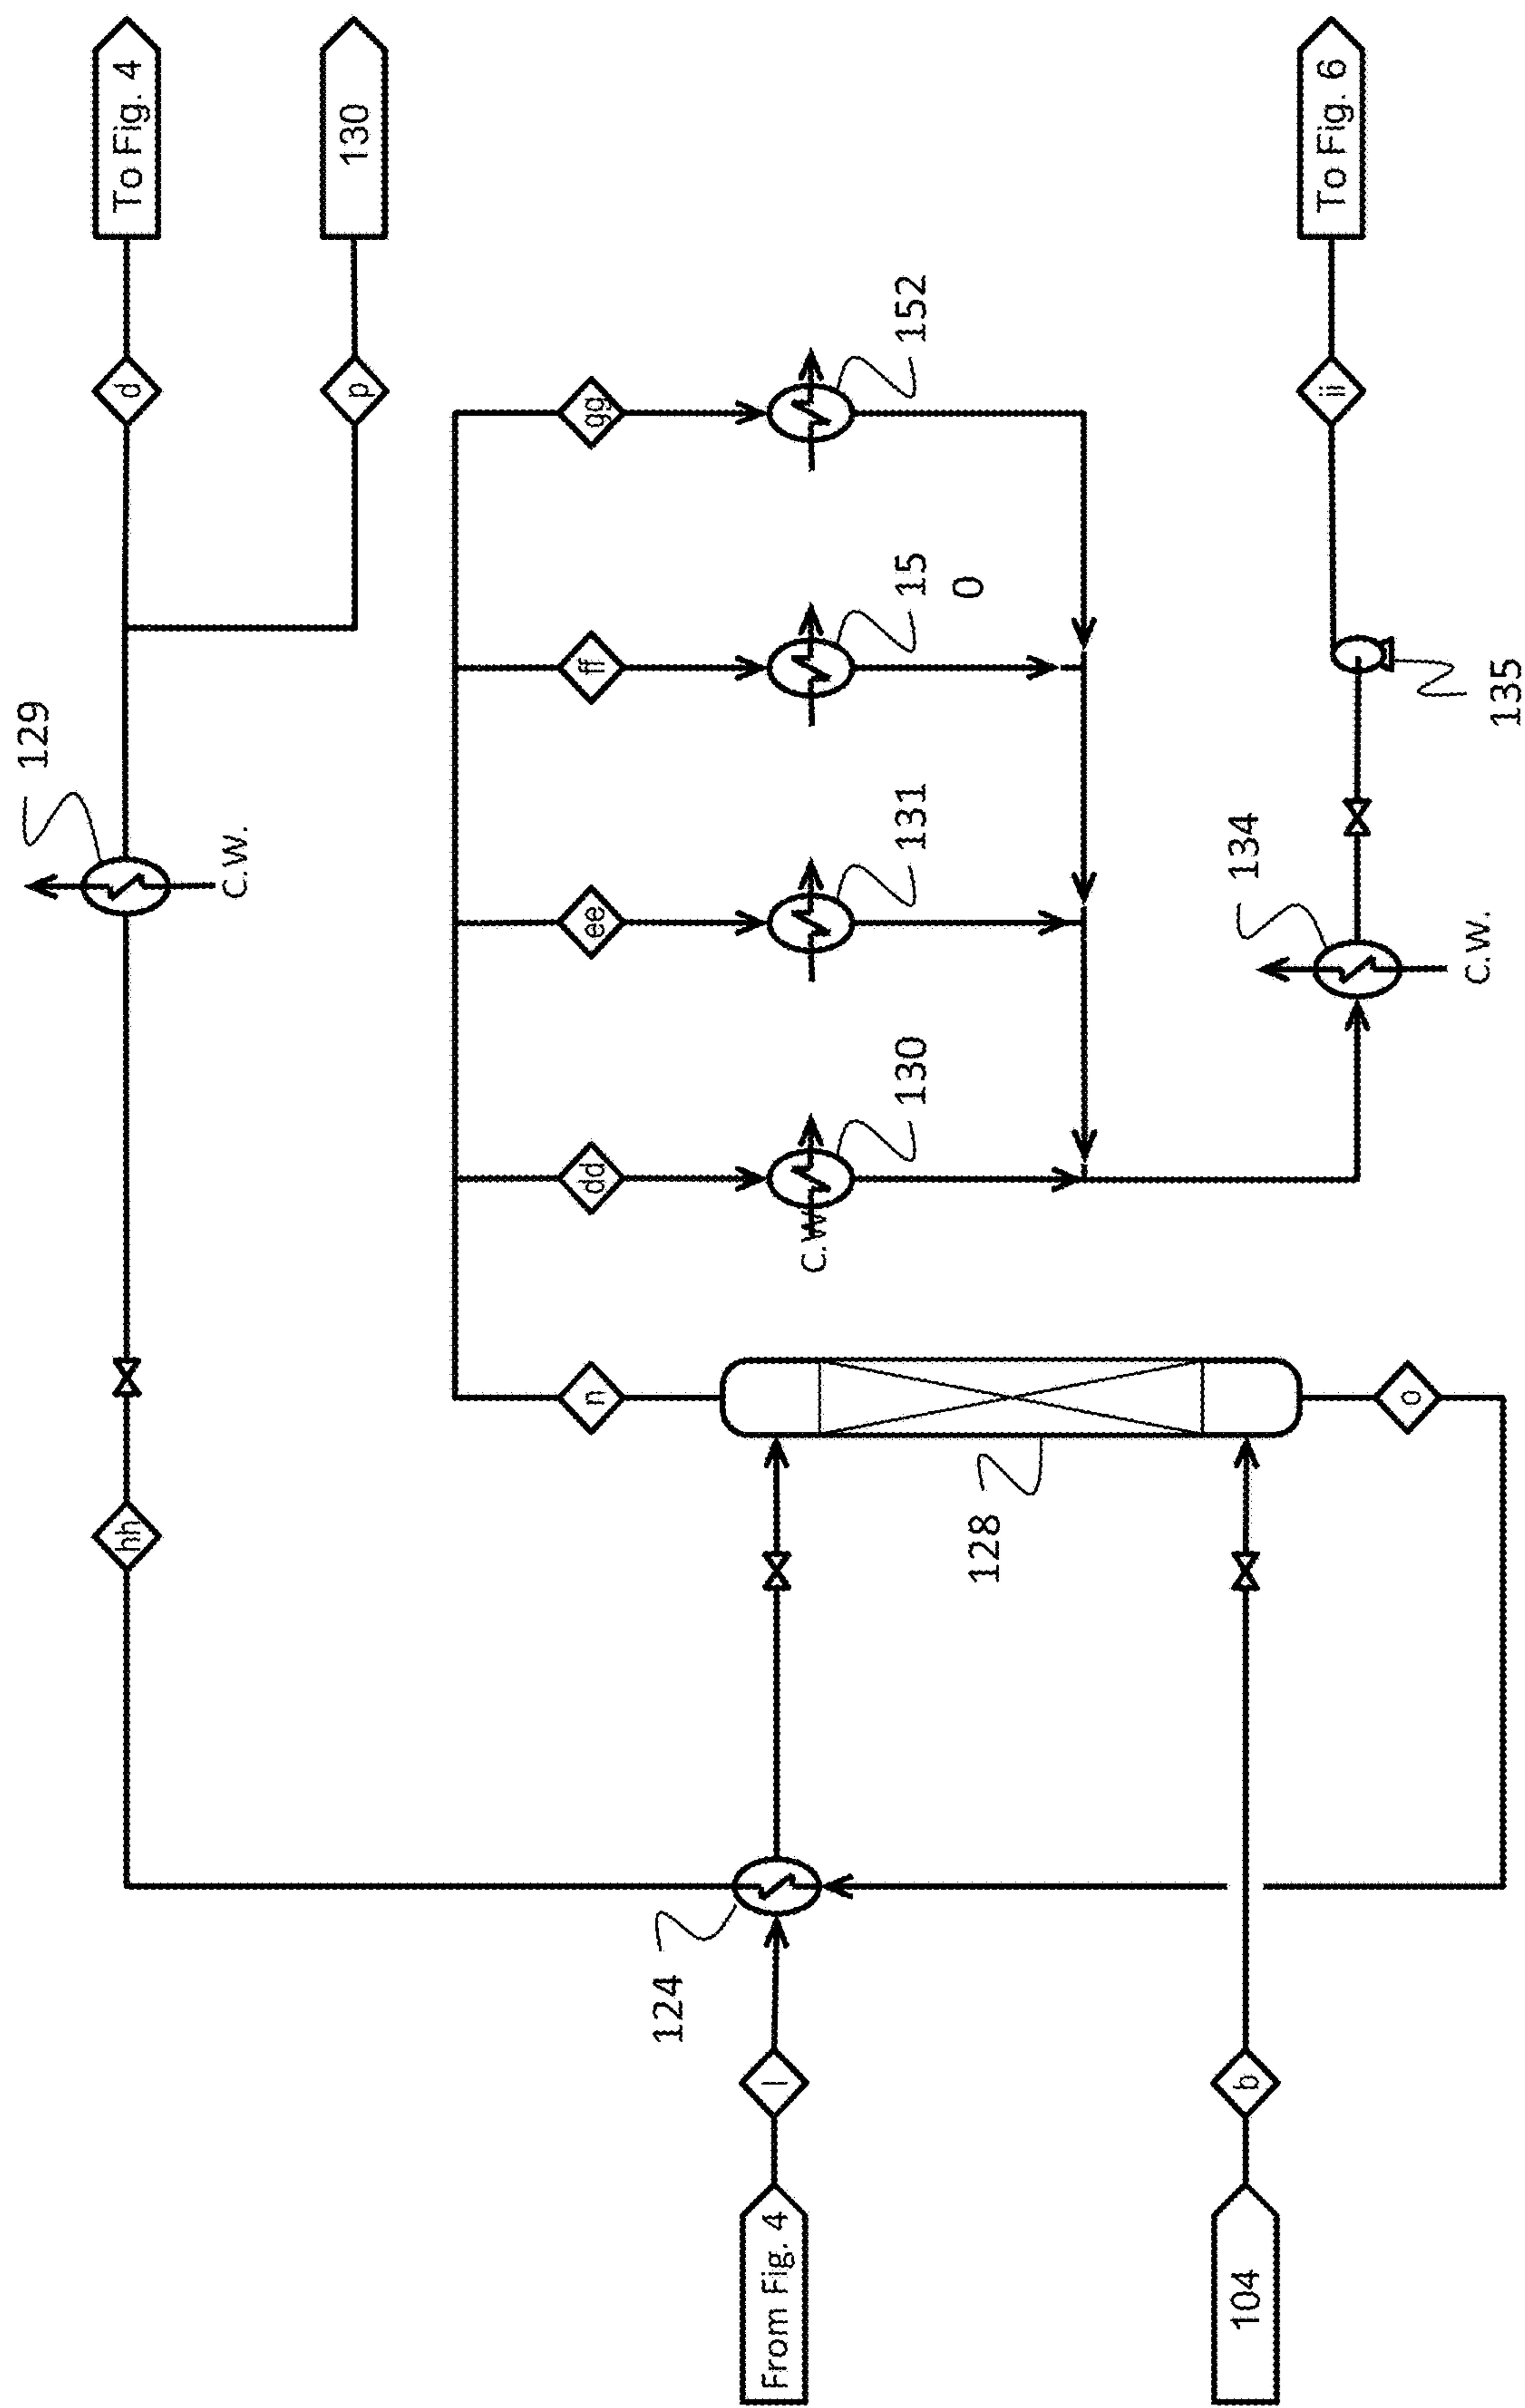 129
C.W.
To Fig. 4
hh
d
p
130
n
dd
ee
ff
gg
C.W
130
131
15
0
152
124
From Fig. 4
l
128
104
b
o
134
C.W.
135
ii
To Fig. 6